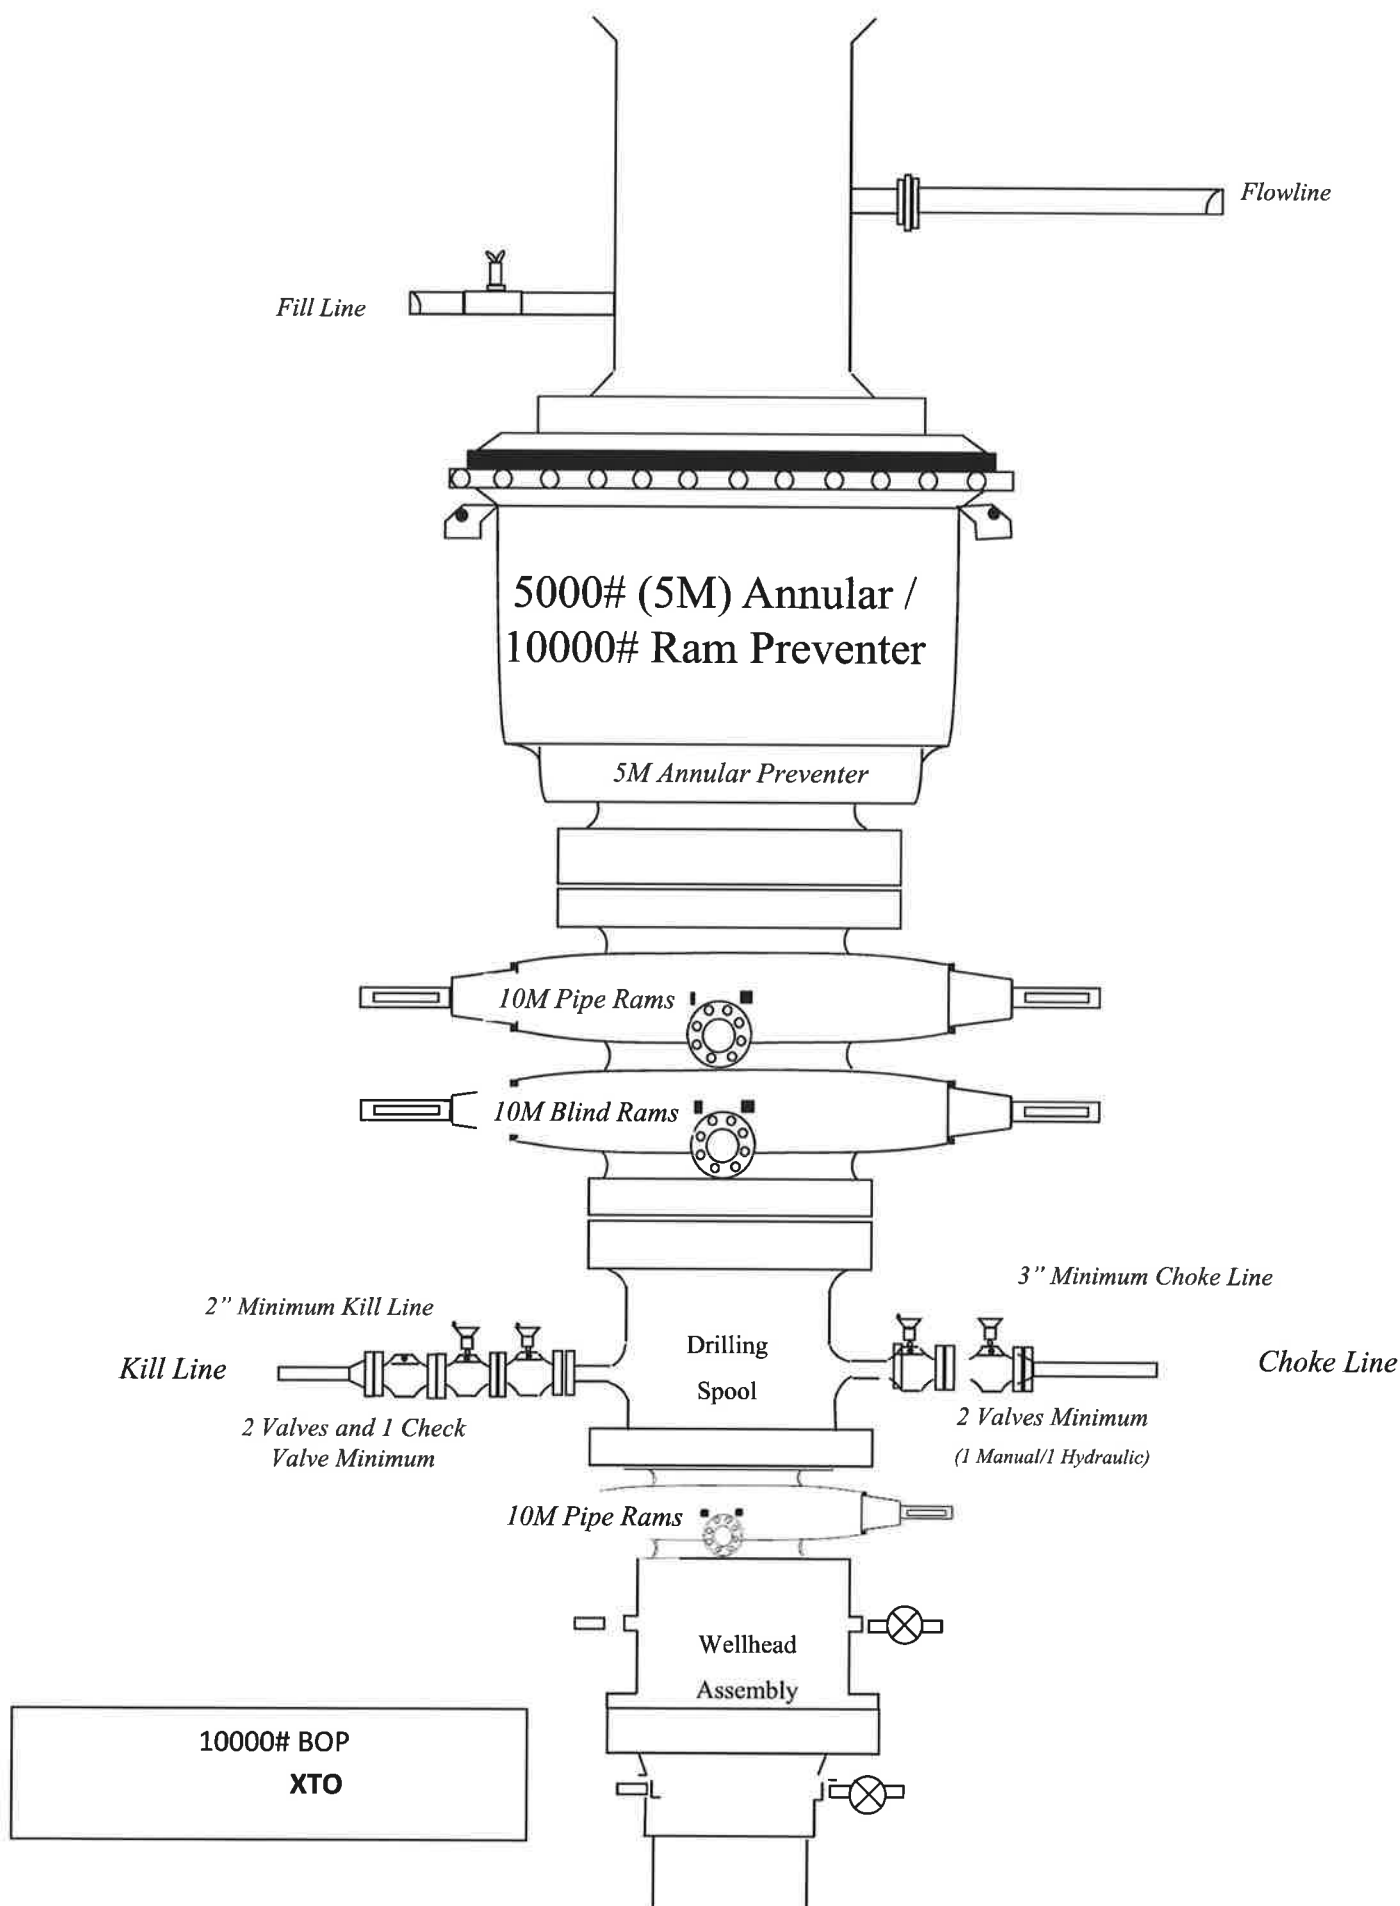 Flowline
Fill Line
5000# (5M) Annular /
10000# Ram Preventer
5M Annular Preventer
10M Pipe Rams
10M Blind Rams
3” Minimum Choke Line
2” Minimum Kill Line
Drilling
Spool
Kill Line
Choke Line
2 Valves and 1 Check
Valve Minimum
2 Valves Minimum
(1 Manual/1 Hydraulic)
10M Pipe Rams
Wellhead
Assembly
10000# BOP
XTO